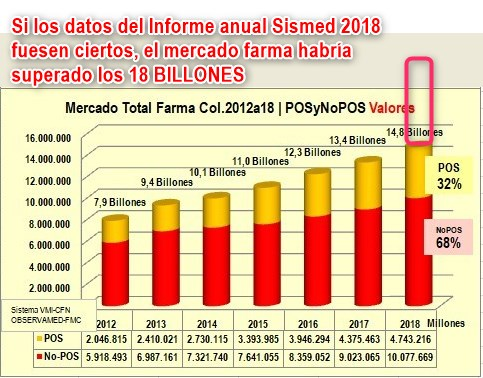 Si los datos del Informe anual Sismed 2018
fuesen ciertos, el mercado farma habría
superado los 18 BILLONES
Mercado Total Farma Col.2012a18 | POSyNoPOS Valores
16.000.000
14.000.000
12.000.000
10.000.000
8.000.000
6.000.000
4.000.000
2.000.000
7,9 Billones
9,4 Billones
10,1 Billones
11,0 Billones
12,3 Billones
13,4 Billones
14,8 Billones
POS
32%
NoPOS
68%
Sistema VMI-CFN
OBSERVAMED-FMC
2012 2013 2014 2015 2016 2017 2018 Millones
POS 2.046.815 2.410.021 2.730.115 3.393.985 3.946.294 4.375.463 4.743.216
No-POS 5.918.493 6.987.161 7.321.740 7.641.055 8.359.052 9.023.065 10.077.669